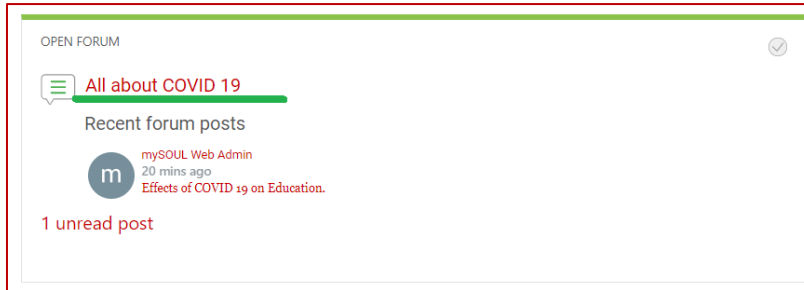 OPEN FORUM
All about COVID 19
Recent forum posts
m
mySOUL Web Admin
20 mins ago
Effects of COVID 19 on Education.
1 unread post